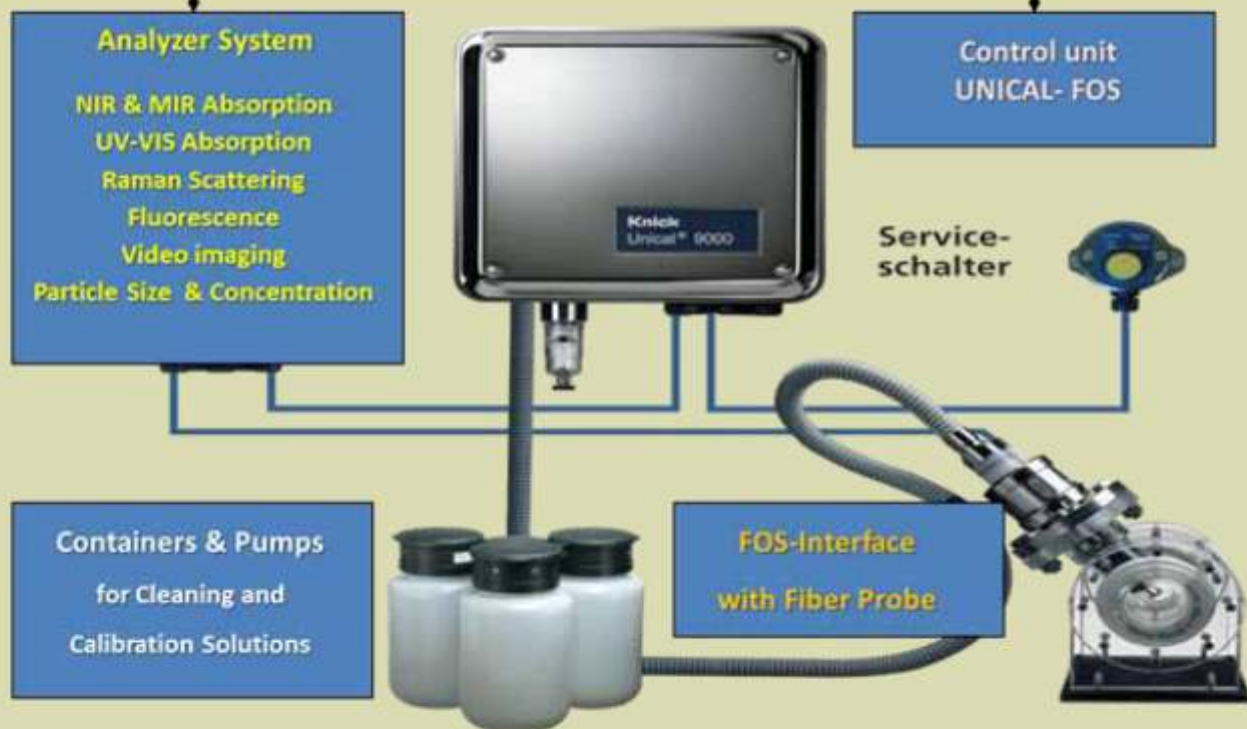 Analyzer System
NIR & MIR Absorption
UV-VIS Absorption
Raman Scattering
Fluorescence
Video imaging
Particle Size & Concentration
Control unit
UNICAL- FOS
Knick
Unical® 9000
Service-
schalter
Containers & Pumps
for Cleaning and
Calibration Solutions
FOS-Interface
with Fiber Probe